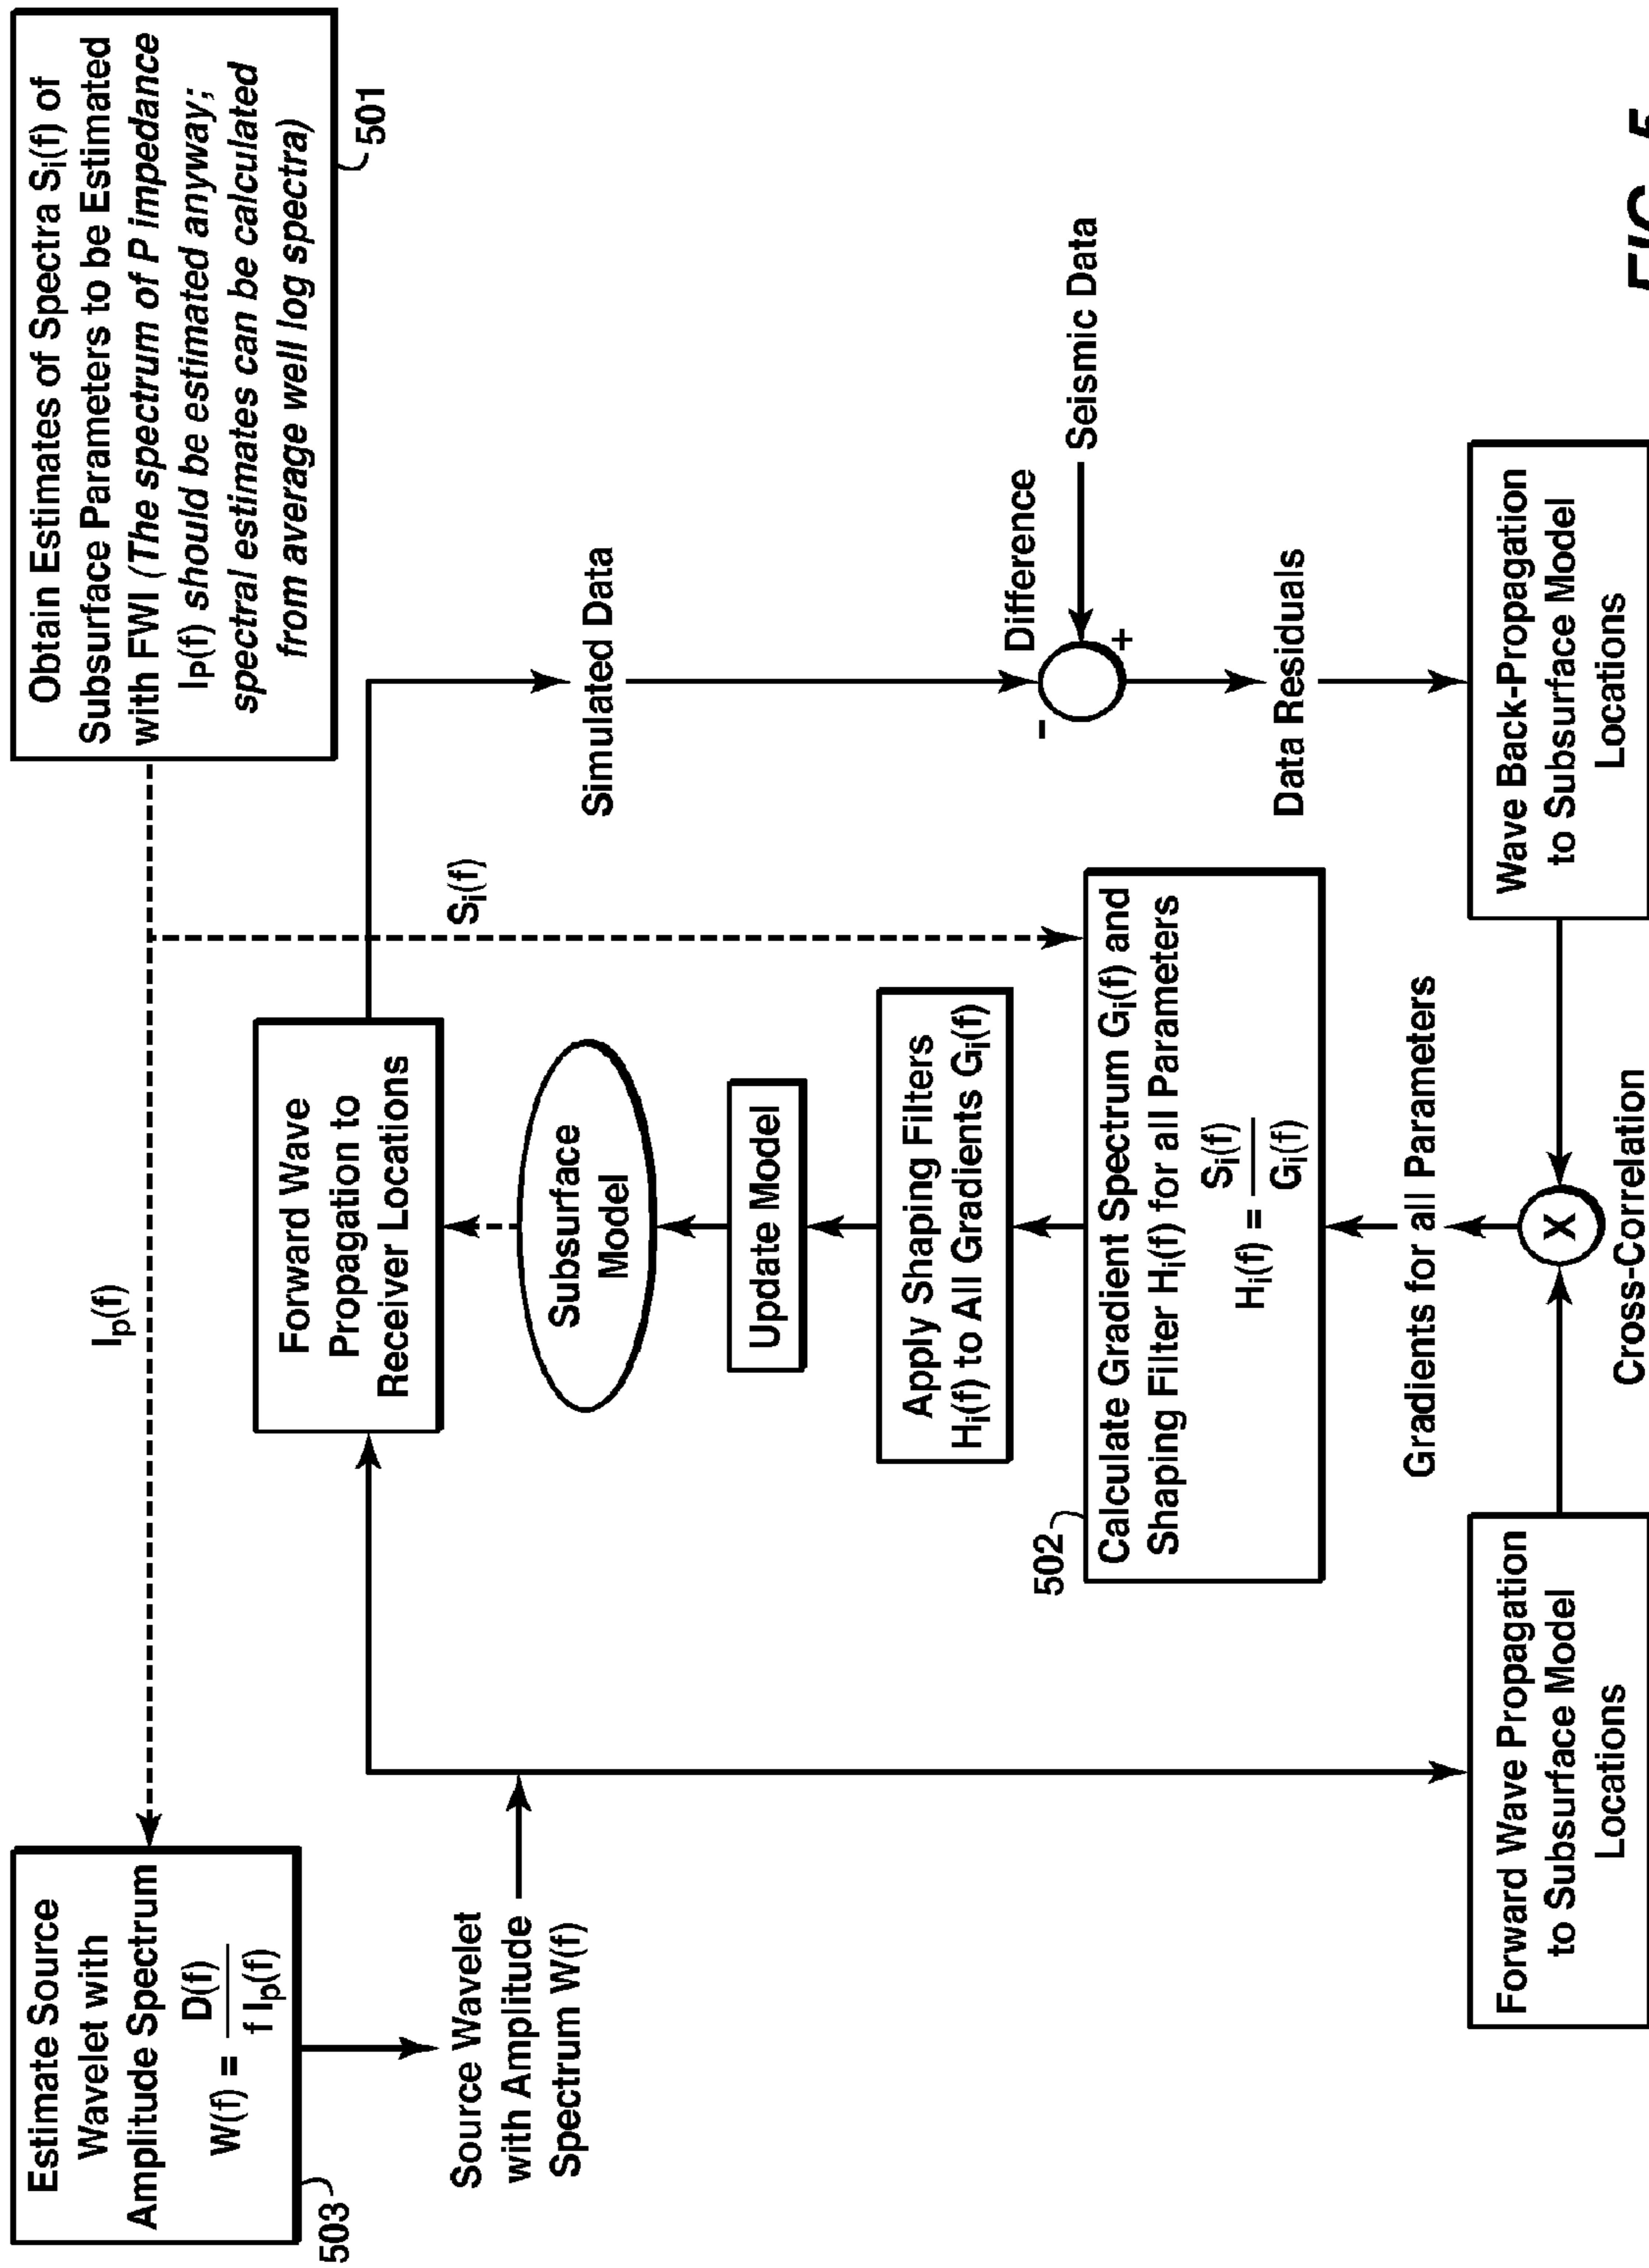 Estimate Source
Wavelet with
Amplitude Spectrum
W(f) = D(f) / f Ip(f)
503
Ip(f)
Obtain Estimates of Spectra Si(f) of
Subsurface Parameters to be Estimated
with FWI (The spectrum of P impedance
IP(f) should be estimated anyway;
spectral estimates can be calculated
from average well log spectra)
501
Source Wavelet
with Amplitude
Spectrum W(f)
Forward Wave
Propagation to
Receiver Locations
Si(f)
Subsurface
Model
Simulated Data
Update Model
Apply Shaping Filters
Hi(f) to All Gradients Gi(f)
Difference
-
+
Seismic Data
502
Calculate Gradient Spectrum Gi(f) and
Shaping Filter Hi(f) for all Parameters
Hi(f) = Si(f) / Gi(f)
Data Residuals
Gradients for all Parameters
Forward Wave Propagation
to Subsurface Model
Locations
X
Cross-Correlation
Wave Back-Propagation
to Subsurface Model
Locations